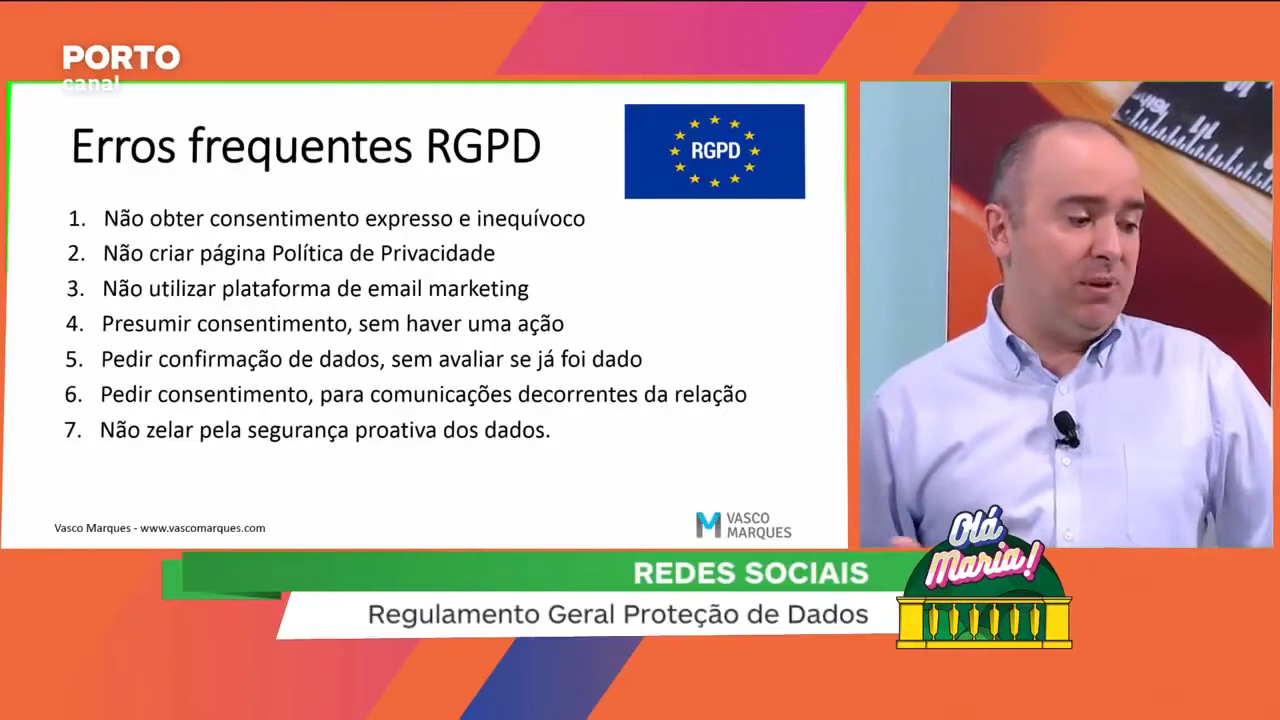 PORTO
canal
Erros frequentes RGPD
RGPD
1. Não obter consentimento expresso e inequívoco
2. Não criar página Política de Privacidade
3. Não utilizar plataforma de email marketing
4. Presumir consentimento, sem haver uma ação
5. Pedir confirmação de dados, sem avaliar se já foi dado
6. Pedir consentimento, para comunicações decorrentes da relação
7. Não zelar pela segurança proativa dos dados.
Vasco Marques - www.vascomarques.com
VASCO
MARQUES
REDES SOCIAIS
Regulamento Geral Proteção de Dados
Olá
Maria!